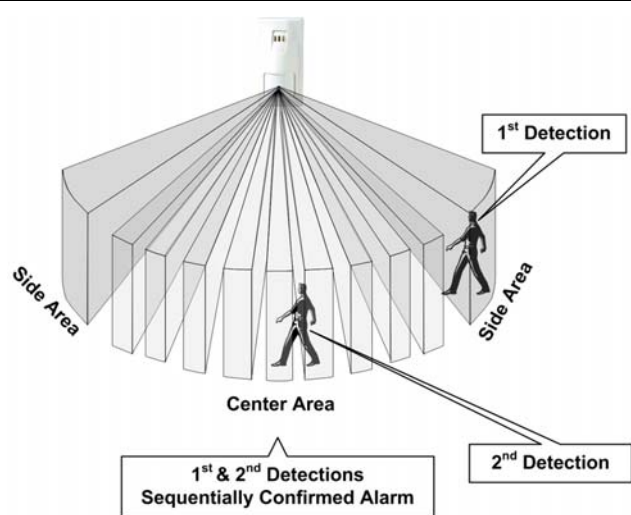 1st Detection
Side Area
Side Area
Center Area
2nd Detection
1st & 2nd Detections
Sequentially Confirmed Alarm